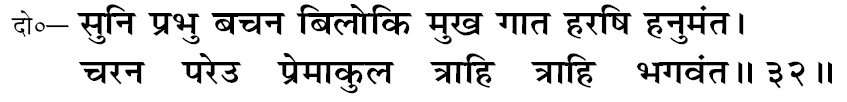 दो०— सुनि प्रभु बचन बिलोकि मुख गात हरषि हनुमंत।
चरन परेउ प्रेमाकुल त्राहि त्राहि भगवंत॥ ३२॥